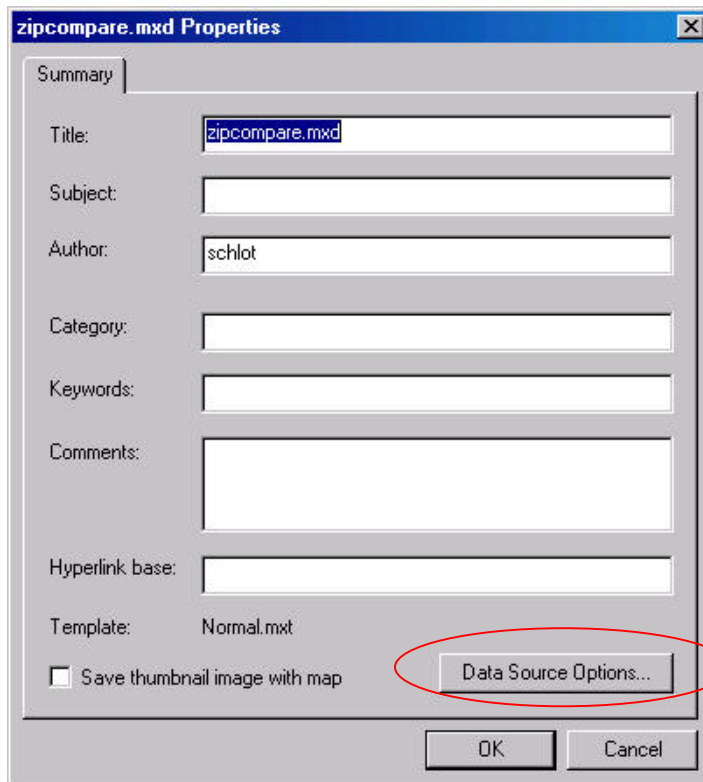 zipcompare.mxd Properties
Summary
Title: zipcompare.mxd
Subject:
Author: schlot
Category:
Keywords:
Comments:
Hyperlink base:
Template: Normal.mxt
Save thumbnail image with map
Data Source Options...
OK Cancel